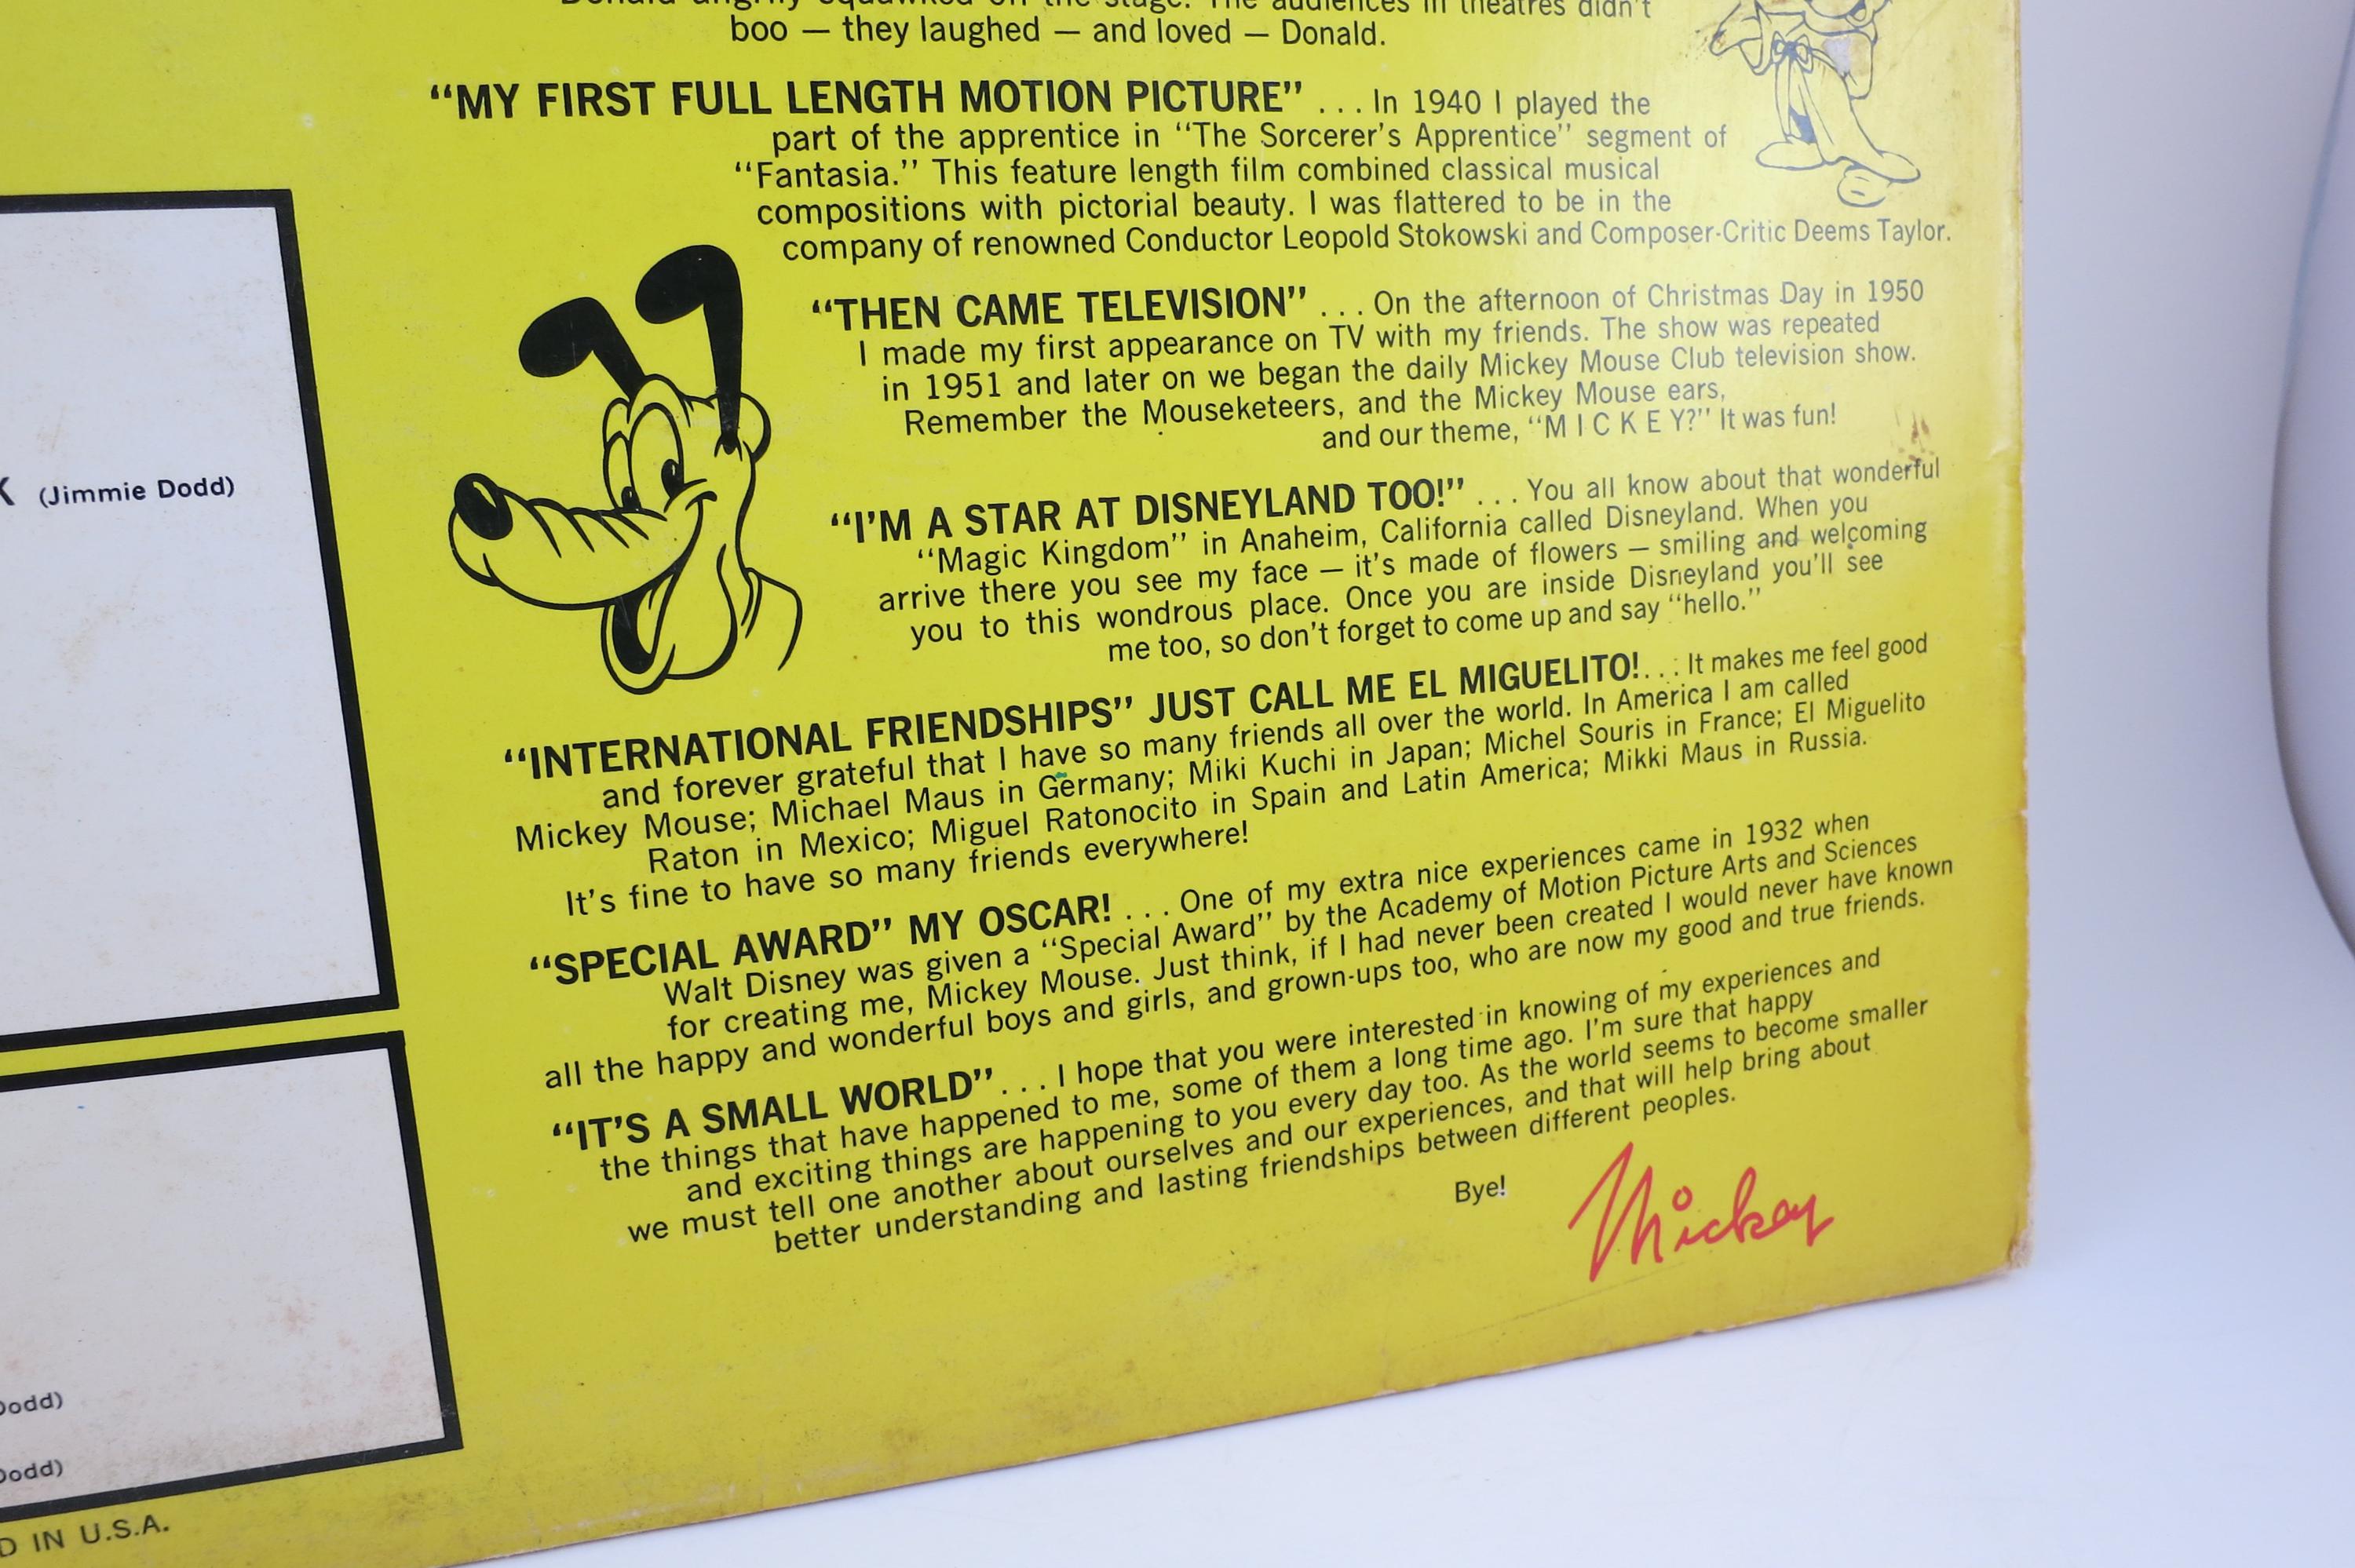 Donald angrily squawked off the stage. The audiences in theatres didn't
boo — they laughed — and loved — Donald.
“MY FIRST FULL LENGTH MOTION PICTURE” . . . In 1940 I played the
part of the apprentice in “The Sorcerer’s Apprentice” segment of
“Fantasia.” This feature length film combined classical musical
compositions with pictorial beauty. I was flattered to be in the
company of renowned Conductor Leopold Stokowski and Composer-Critic Deems Taylor.
“THEN CAME TELEVISION” . . . On the afternoon of Christmas Day in 1950
I made my first appearance on TV with my friends. The show was repeated
in 1951 and later on we began the daily Mickey Mouse Club television show.
Remember the Mouseketeers, and the Mickey Mouse ears,
and our theme, “M I C K E Y?” It was fun!
“I’M A STAR AT DISNEYLAND TOO!” . . . You all know about that wonderful
“Magic Kingdom” in Anaheim, California called Disneyland. When you
arrive there you see my face — it’s made of flowers — smiling and welcoming
you to this wondrous place. Once you are inside Disneyland you’ll see
me too, so don’t forget to come up and say “hello.”
“INTERNATIONAL FRIENDSHIPS” JUST CALL ME EL MIGUELITO!. . . It makes me feel good
and forever grateful that I have so many friends all over the world. In America I am called
Mickey Mouse; Michael Maus in Germany; Miki Kuchi in Japan; Michel Souris in France; El Miguelito
Raton in Mexico; Miguel Ratonocito in Spain and Latin America; Mikki Maus in Russia.
It’s fine to have so many friends everywhere!
“SPECIAL AWARD” MY OSCAR! . . . One of my extra nice experiences came in 1932 when
Walt Disney was given a “Special Award” by the Academy of Motion Picture Arts and Sciences
for creating me, Mickey Mouse. Just think, if I had never been created I would never have known
all the happy and wonderful boys and girls, and grown-ups too, who are now my good and true friends.
“IT’S A SMALL WORLD”. . . I hope that you were interested in knowing of my experiences and
the things that have happened to me, some of them a long time ago. I’m sure that happy
and exciting things are happening to you every day too. As the world seems to become smaller
we must tell one another about ourselves and our experiences, and that will help bring about
better understanding and lasting friendships between different peoples.
Bye!
Mickey
(Jimmie Dodd)
Dodd)
Dodd)
IN U.S.A.